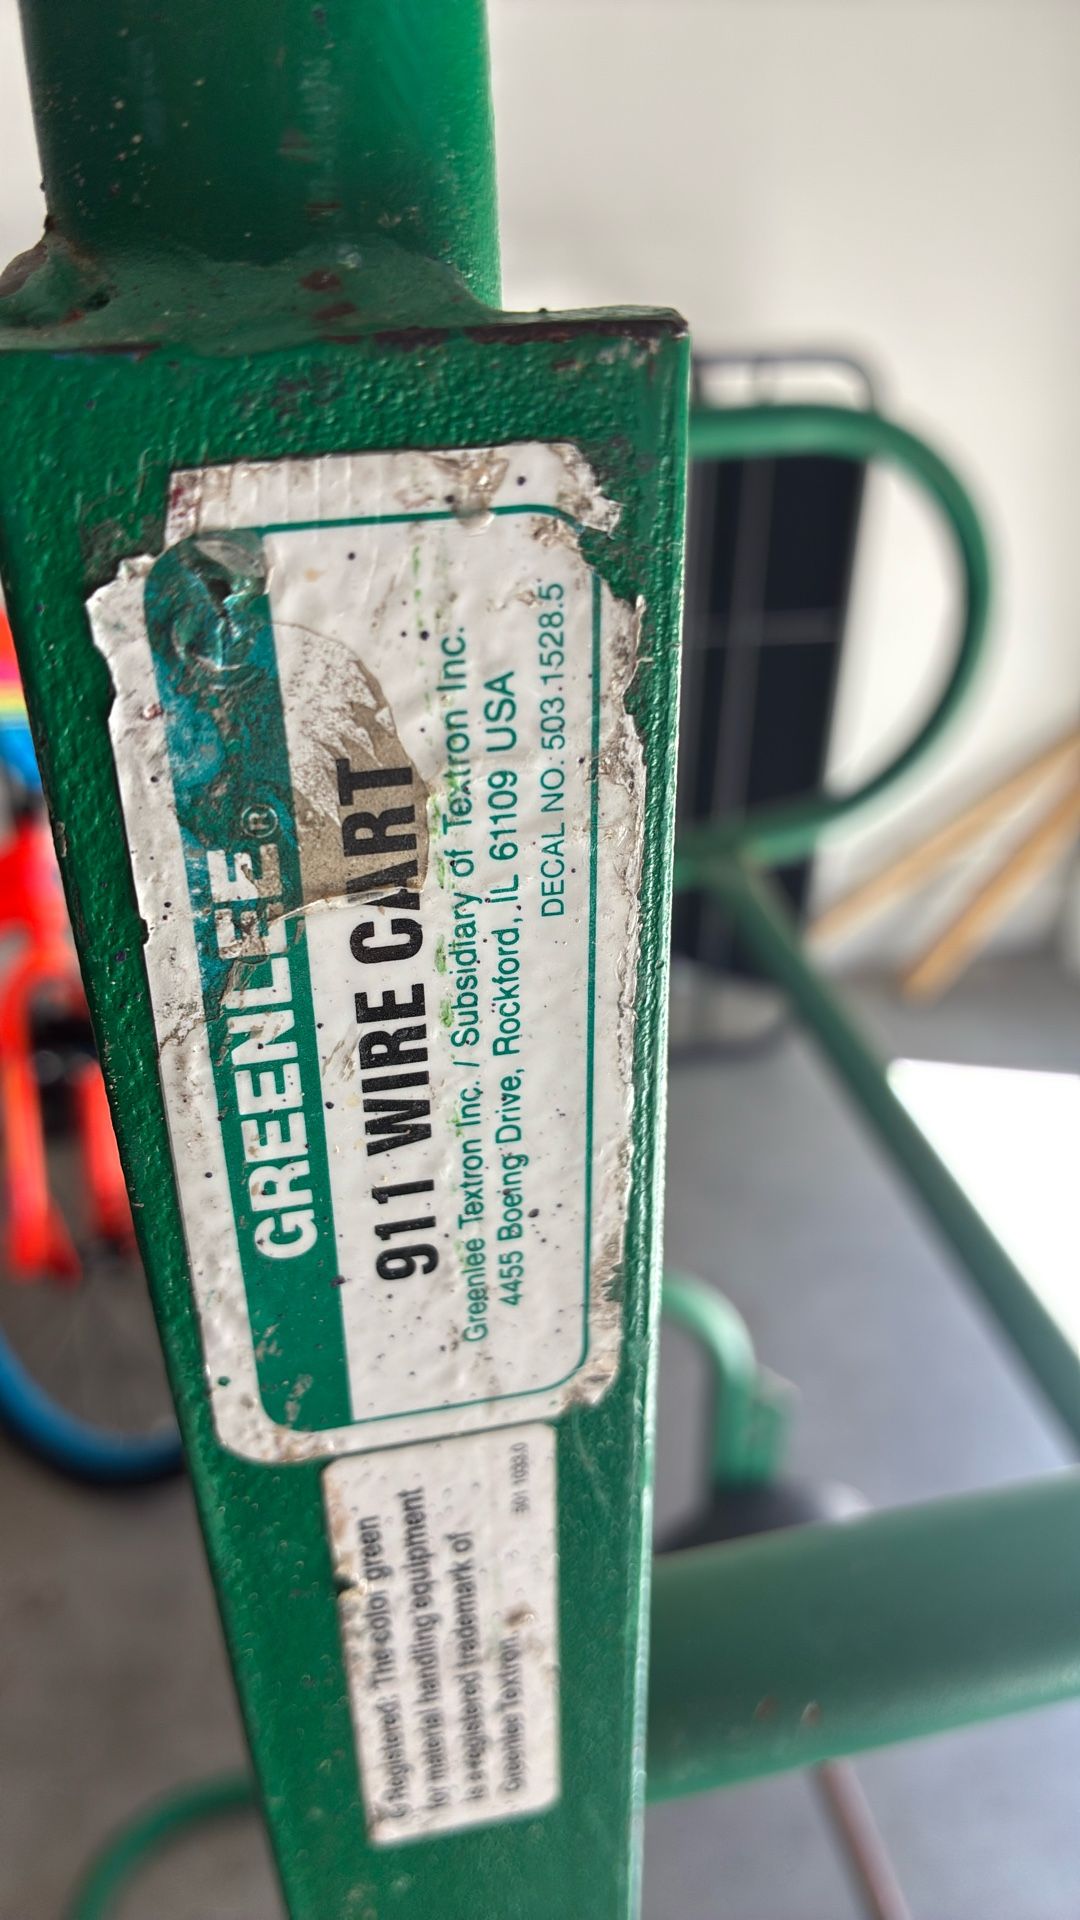 GREENLEE®
911 WIRE CART
Greenlee Textron Inc. / Subsidiary of Textron Inc.
4455 Boeing Drive, Rockford, IL 61109 USA
DECAL NO. 503 1528.5
Registered: The color green
for material handling equipment
is a registered trademark of
Greenlee Textron